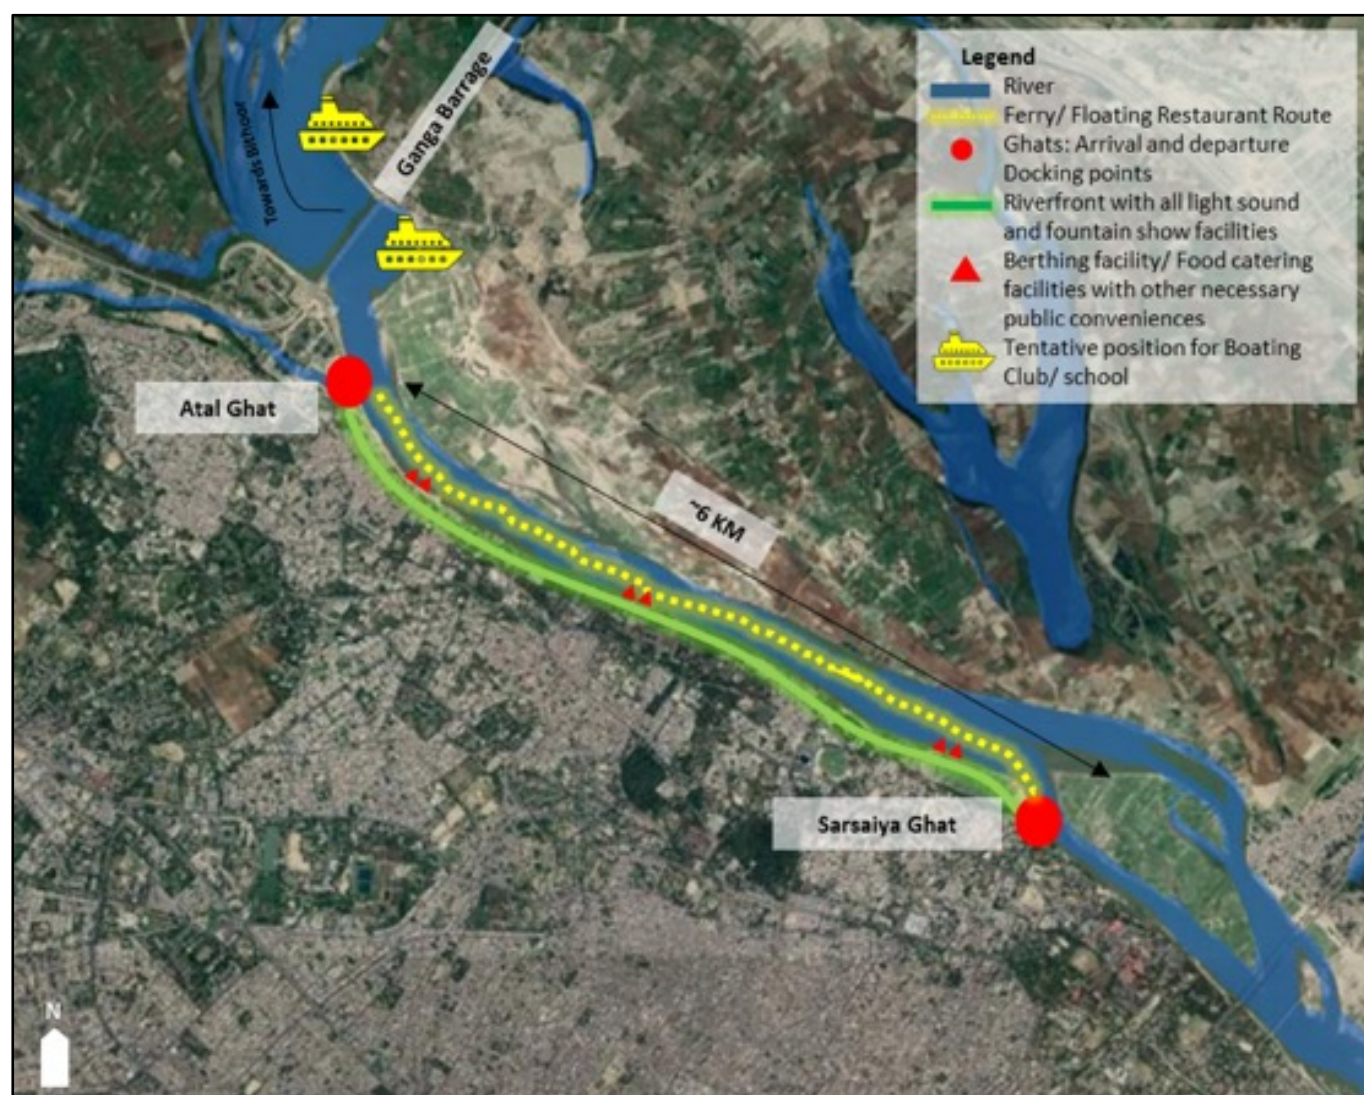 Ganga Barrage
Towards Bithoor
Legend
River
Ferry/ Floating Restaurant Route
Ghats: Arrival and departure
Docking points
Riverfront with all light sound
and fountain show facilities
Berthing facility/ Food catering
facilities with other necessary
public conveniences
Tentative position for Boating
Club/ school
Atal Ghat
~6 KM
Sarsaiya Ghat
N